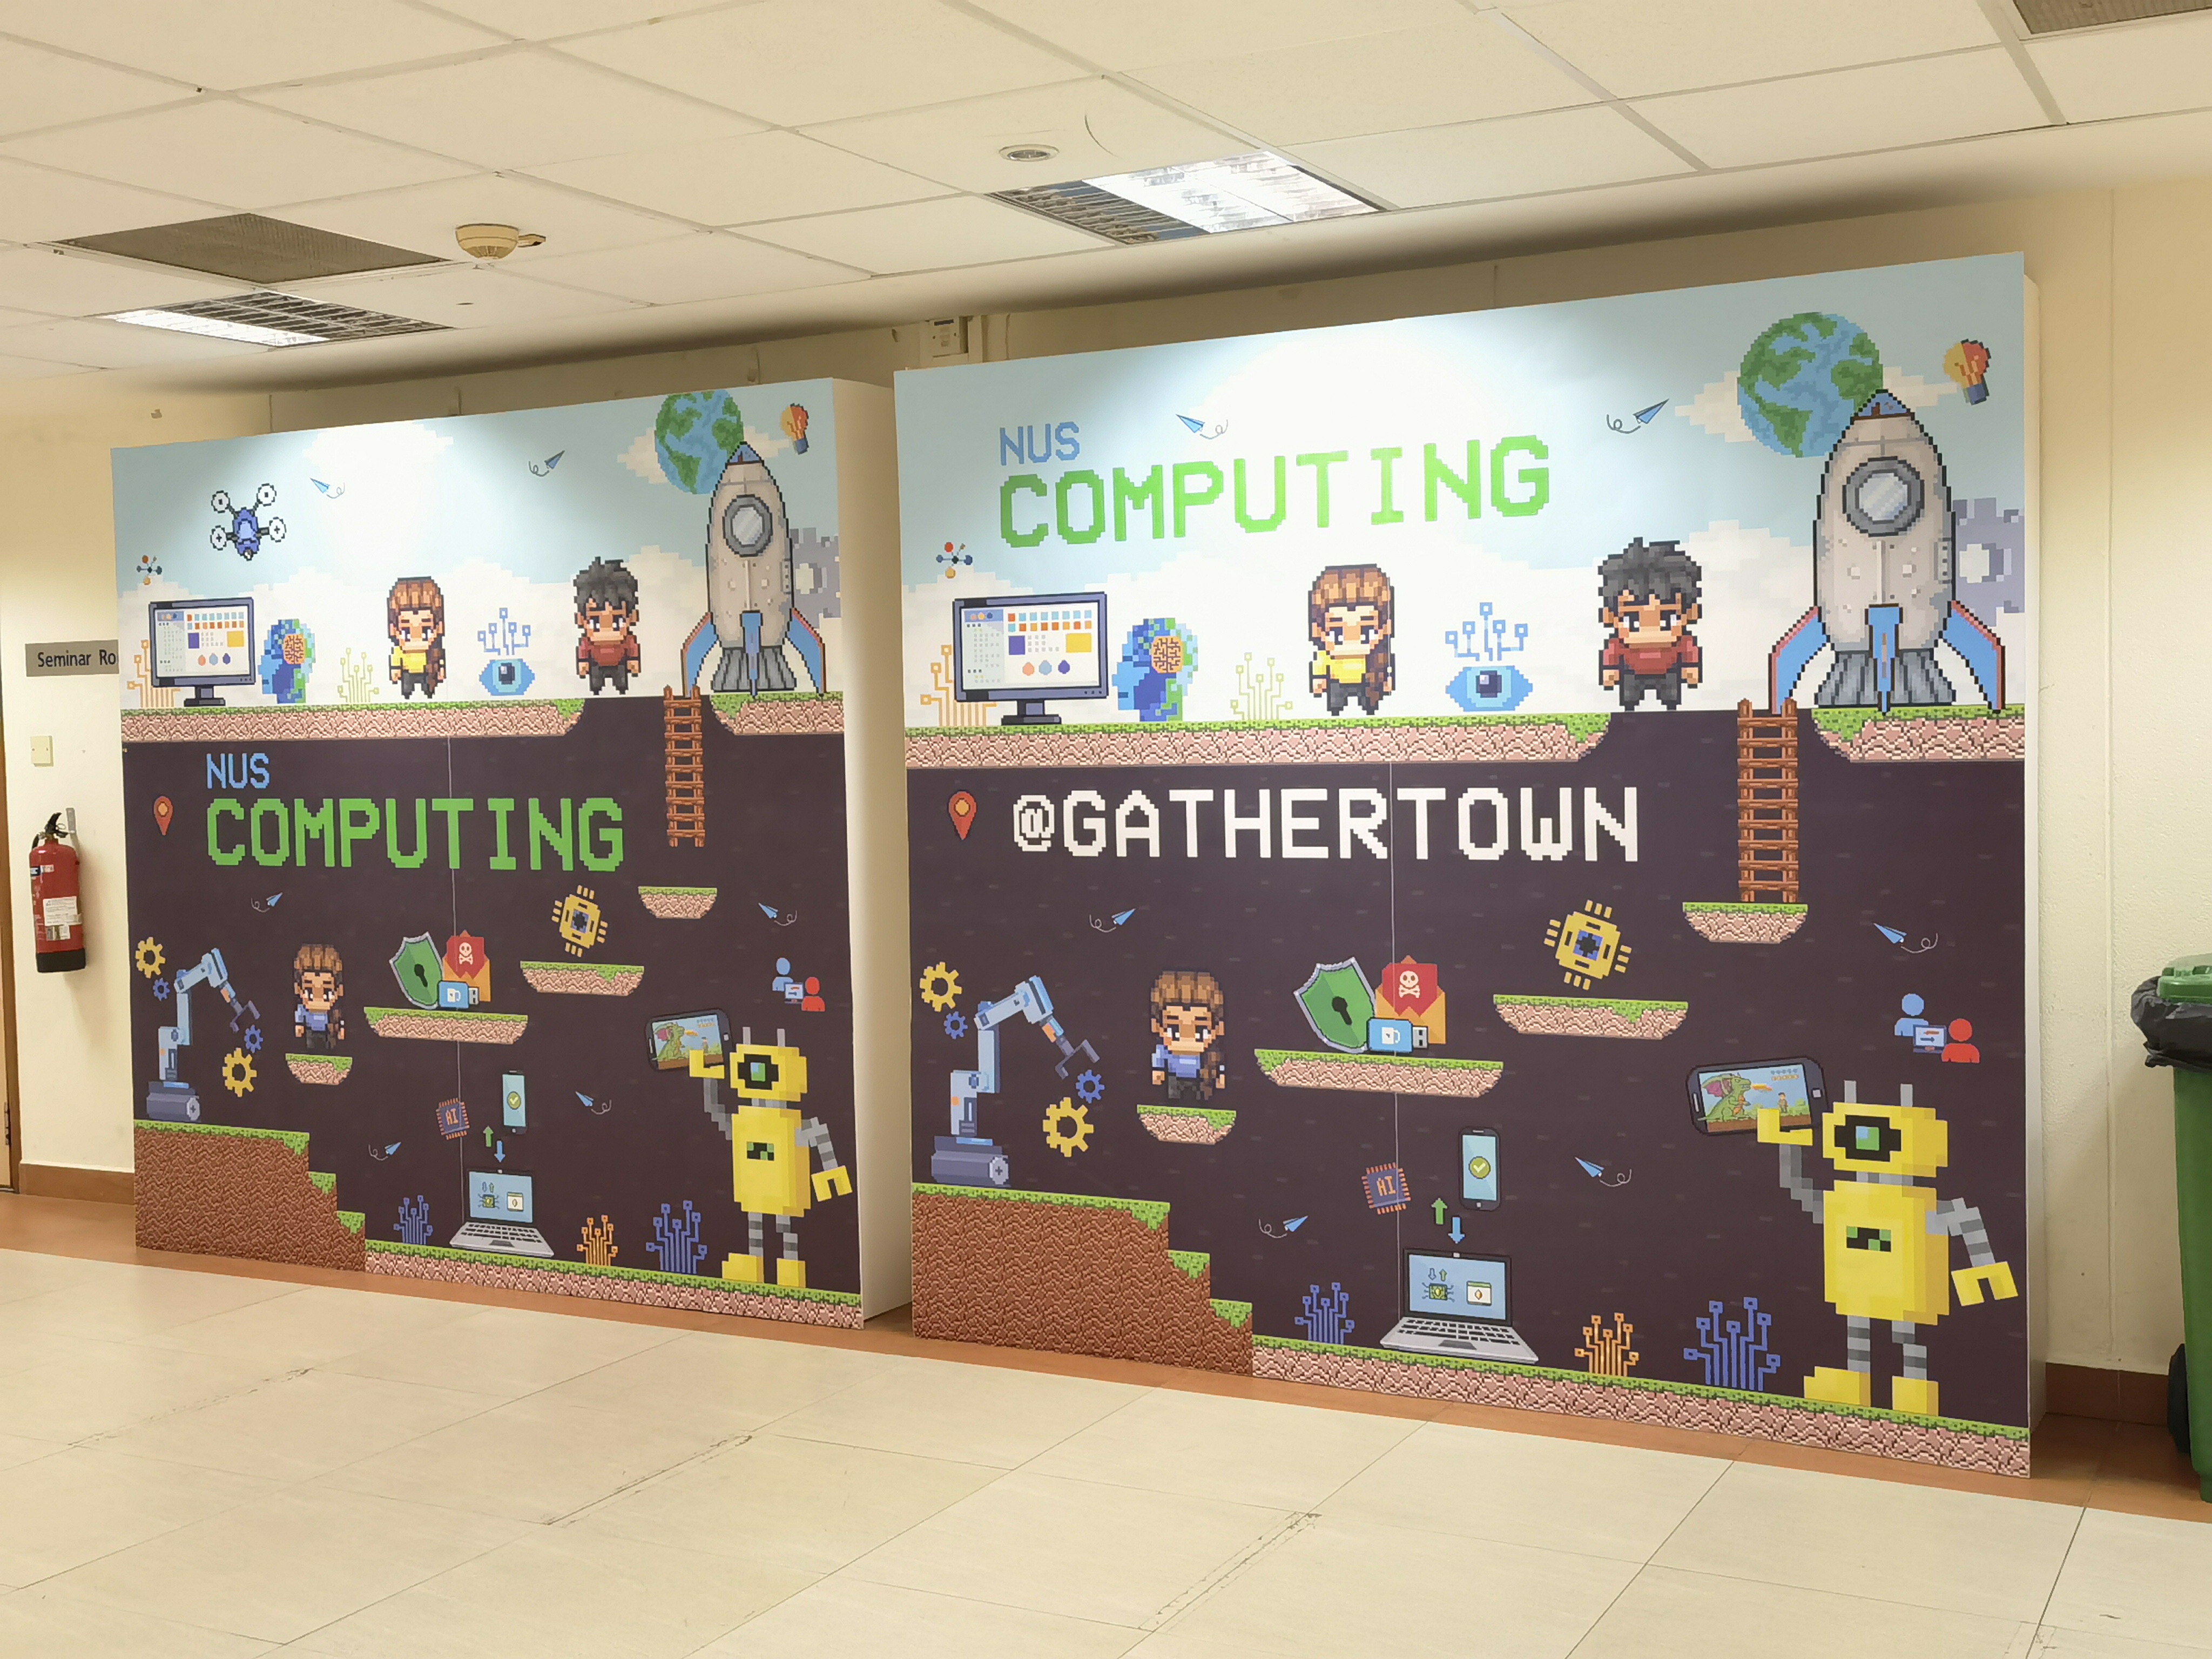 Seminar Ro
NUS
COMPUTING
AI
NUS
COMPUTING
@GATHERTOWN
AI